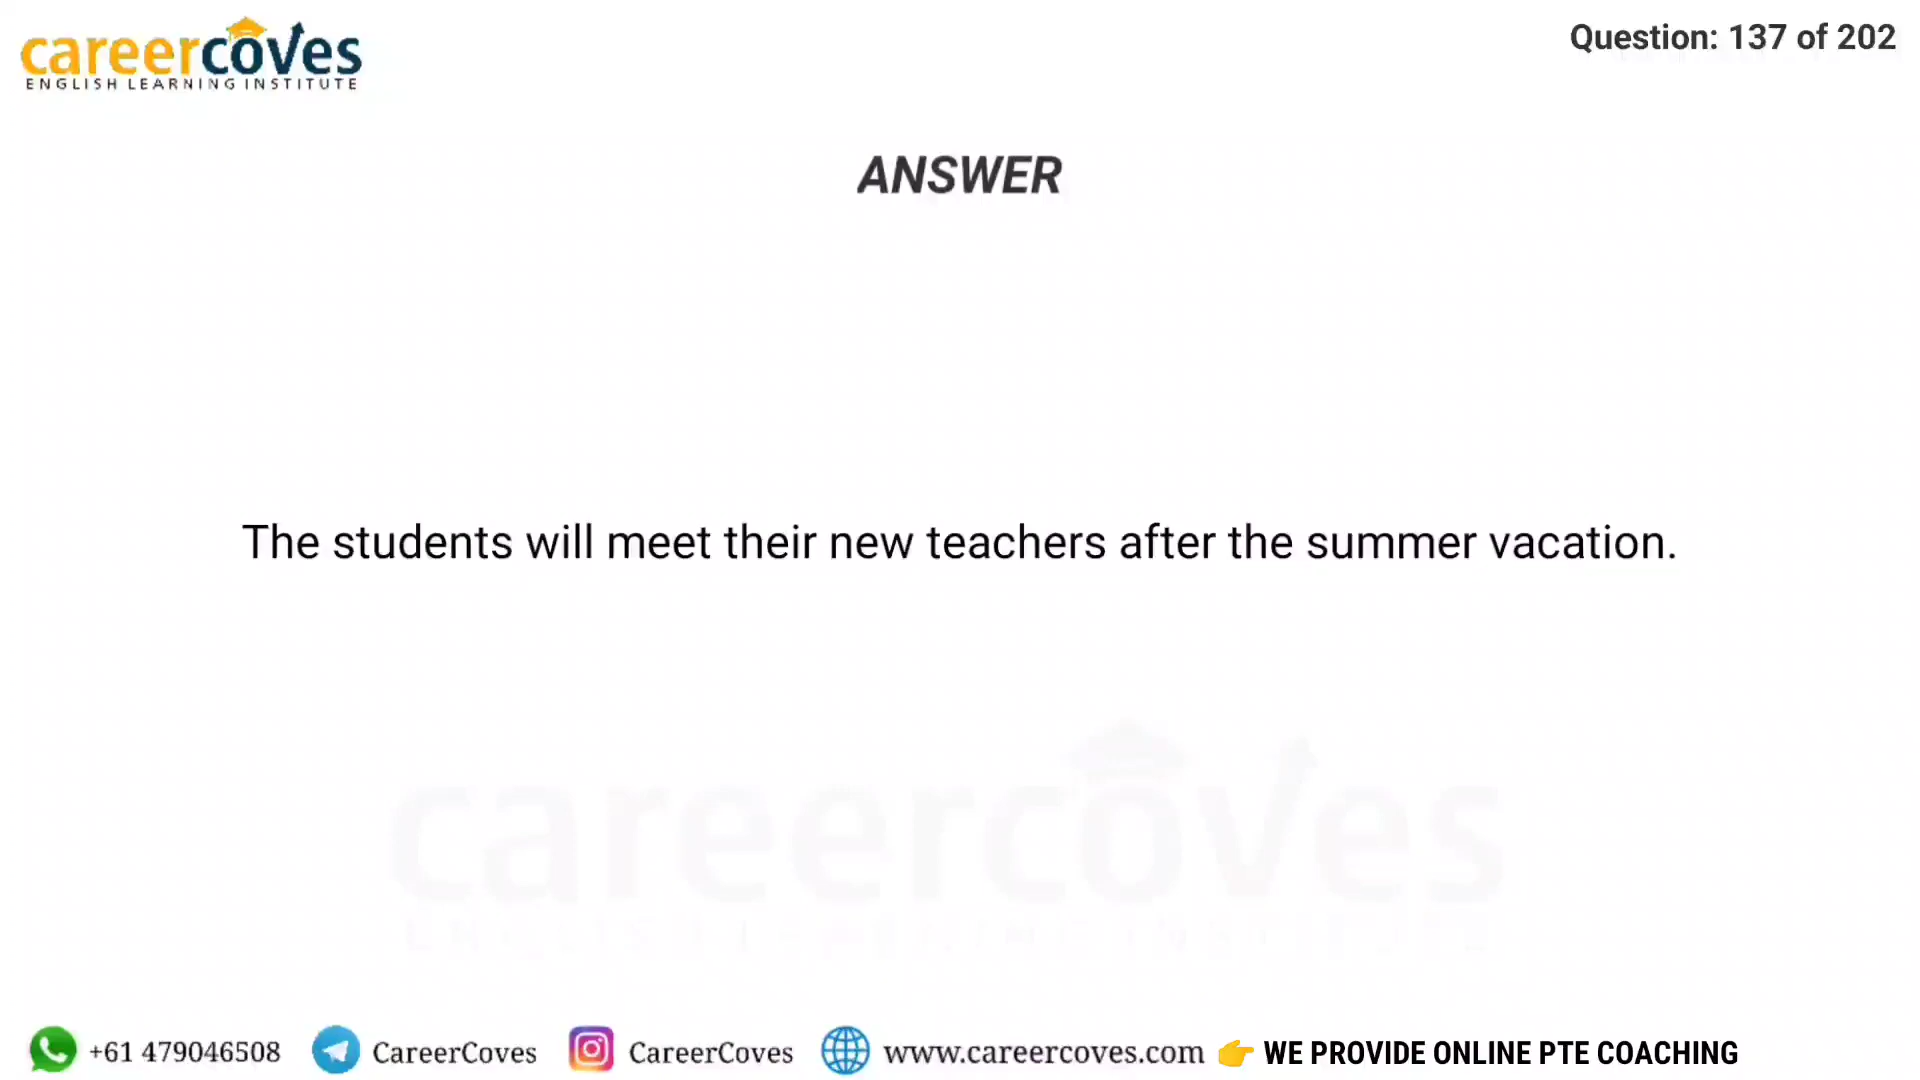 careercoves
ENGLISH LEARNING INSTITUTE
Question: 137 of 202
ANSWER
The students will meet their new teachers after the summer vacation.
careercoves
+61 479046508 CareerCoves CareerCoves www.careercoves.com 👉 WE PROVIDE ONLINE PTE COACHING